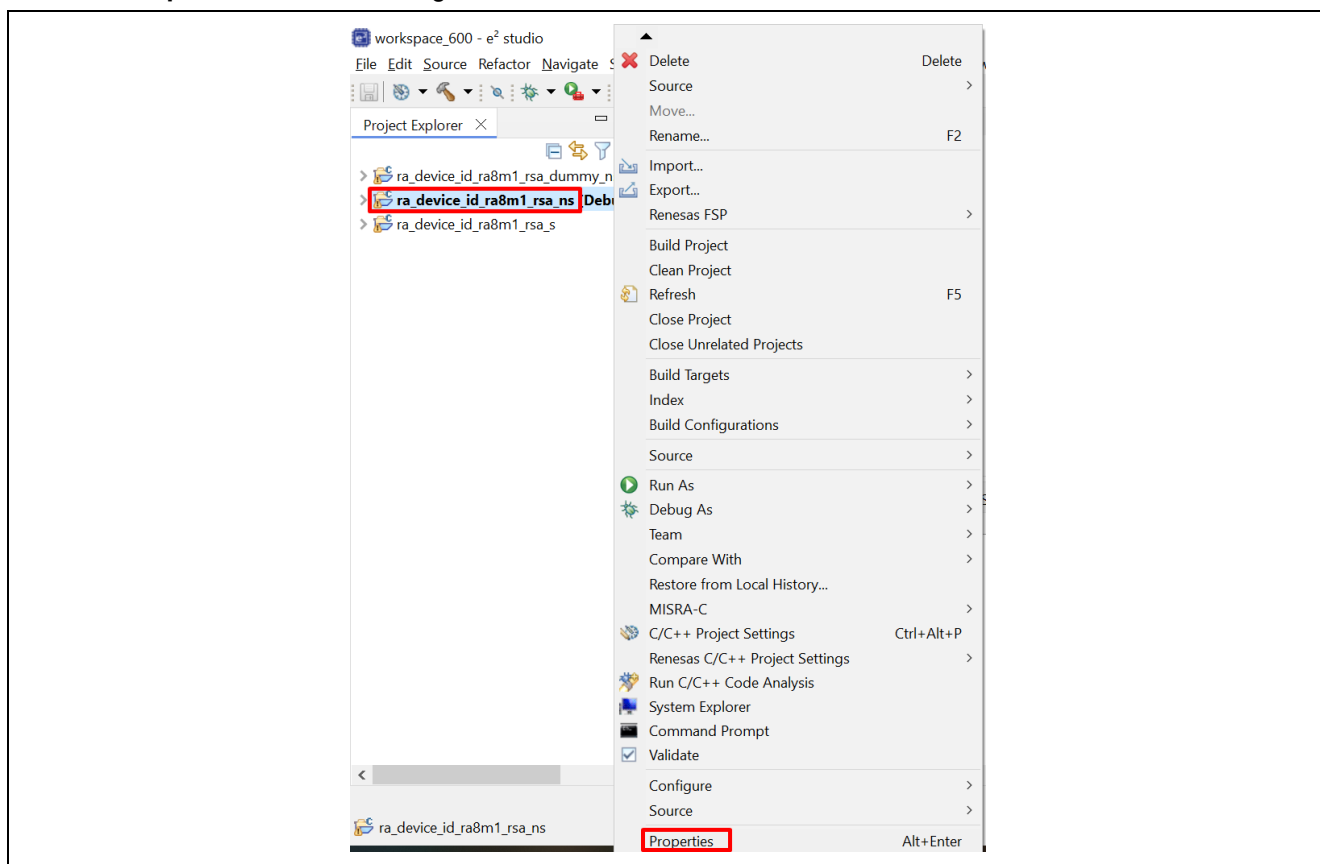 workspace_600 - e² studio
File Edit Source Refactor Navigate
Project Explorer
ra_device_id_ra8m1_rsa_dummy_n
ra_device_id_ra8m1_rsa_ns [Debu
ra_device_id_ra8m1_rsa_s
ra_device_id_ra8m1_rsa_ns
Delete Delete
Source
Move...
Rename... F2
Import...
Export...
Renesas FSP
Build Project
Clean Project
Refresh F5
Close Project
Close Unrelated Projects
Build Targets
Index
Build Configurations
Source
Run As
Debug As
Team
Compare With
Restore from Local History...
MISRA-C
C/C++ Project Settings Ctrl+Alt+P
Renesas C/C++ Project Settings
Run C/C++ Code Analysis
System Explorer
Command Prompt
Validate
Configure
Source
Properties Alt+Enter